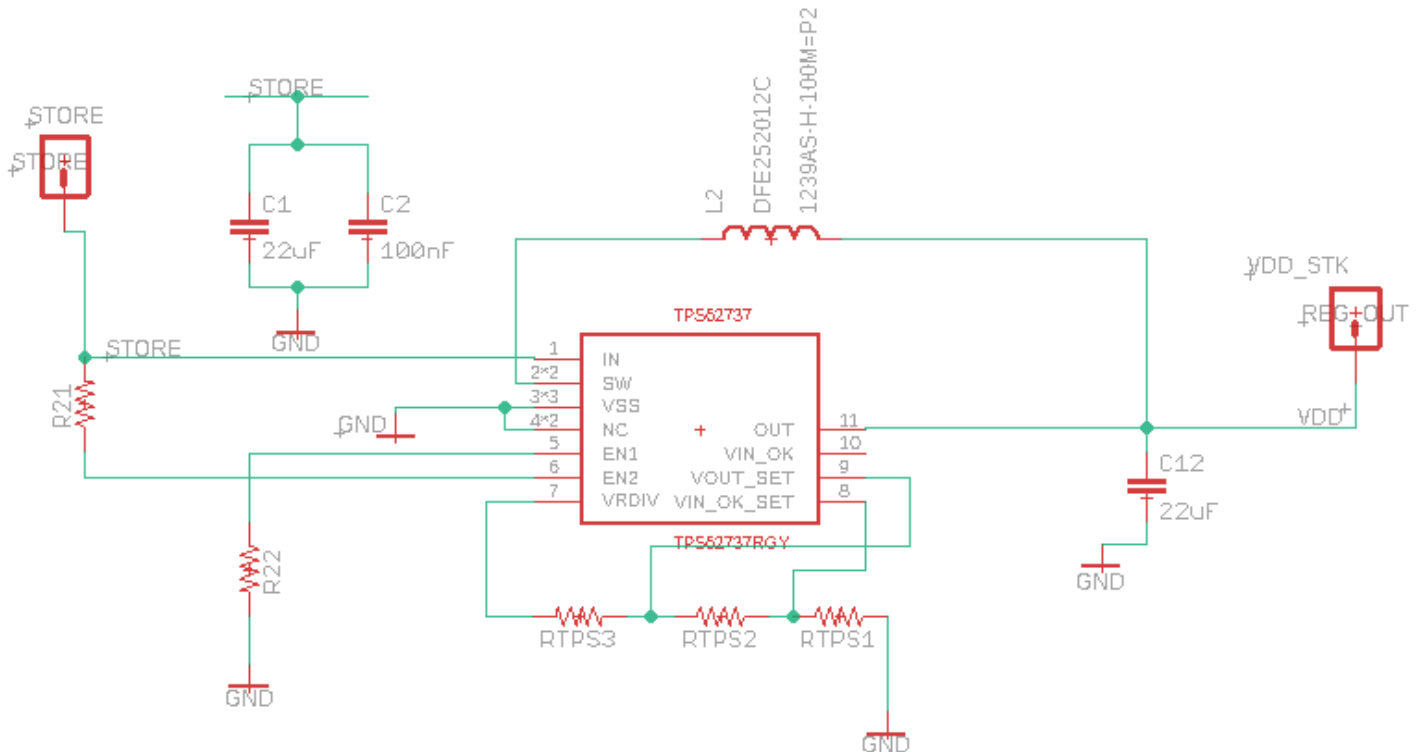 STORE
STORE
STORE
C1
22uF
C2
100nF
GND
L2
DFE252012C
1239AS-H-100M=P2
VDD_STK
REG-OUT
VDD
TPS62737
STORE
R21
GND
1
IN
2*2
SW
3*3
VSS
4*2
NC
5
EN1
6
EN2
7
VRDIV
OUT
11
VIN_OK
10
VOUT_SET
9
VIN_OK_SET
8
TPS62737RGY
C12
22uF
GND
R22
GND
RTPS3
RTPS2
RTPS1
GND